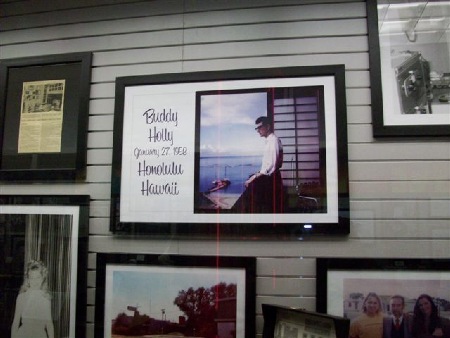 Buddy
Holly
January 27 1958
Honolulu
Hawaii